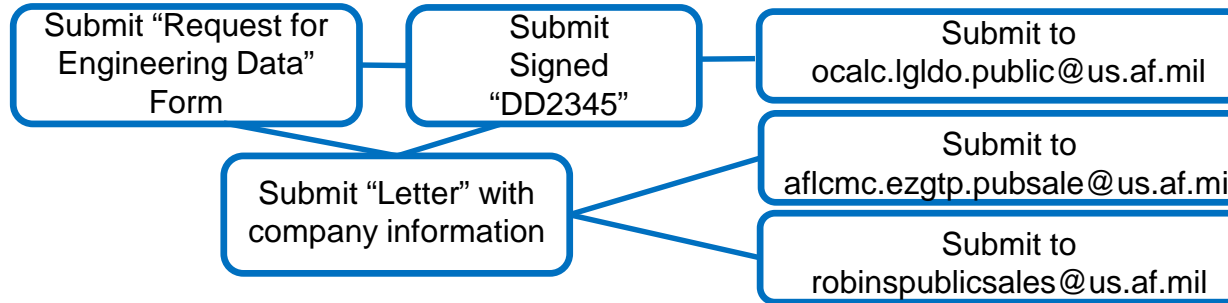 Submit “Request for
Engineering Data”
Form
Submit
Signed
“DD2345”
Submit to
ocalc.lgldo.public@us.af.mil
Submit “Letter” with
company information
Submit to
aflcmc.ezgtp.pubsale@us.af.mi
Submit to
robinspublicsales@us.af.mil